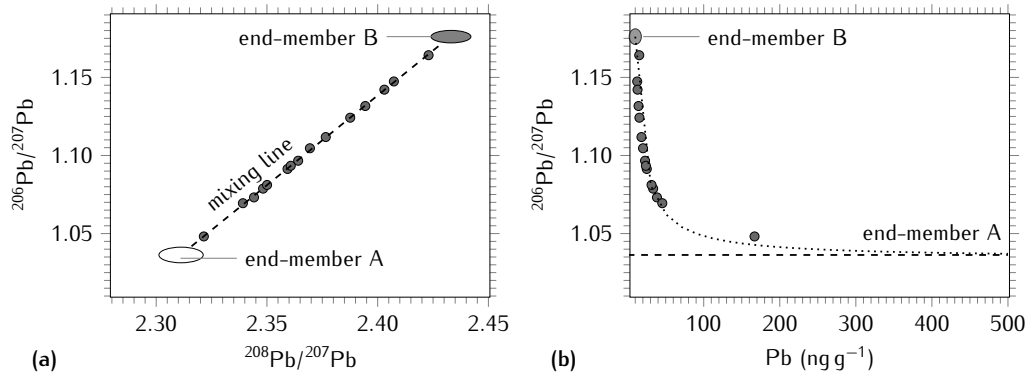 end-member B
1.15
1.10
1.05
mixing line
end-member A
²⁰⁶Pb/²⁰⁷Pb
2.30 2.35 2.40 2.45
(a)
²⁰⁸Pb/²⁰⁷Pb
end-member B
1.15
1.10
1.05
end-member A
²⁰⁶Pb/²⁰⁷Pb
100 200 300 400 500
(b)
Pb (ng g⁻¹)